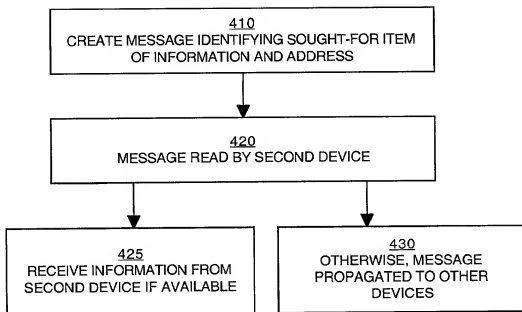 410
CREATE MESSAGE IDENTIFYING SOUGHT-FOR ITEM
OF INFORMATION AND ADDRESS
420
MESSAGE READ BY SECOND DEVICE
425
RECEIVE INFORMATION FROM
SECOND DEVICE IF AVAILABLE
430
OTHERWISE, MESSAGE
PROPAGATED TO OTHER
DEVICES